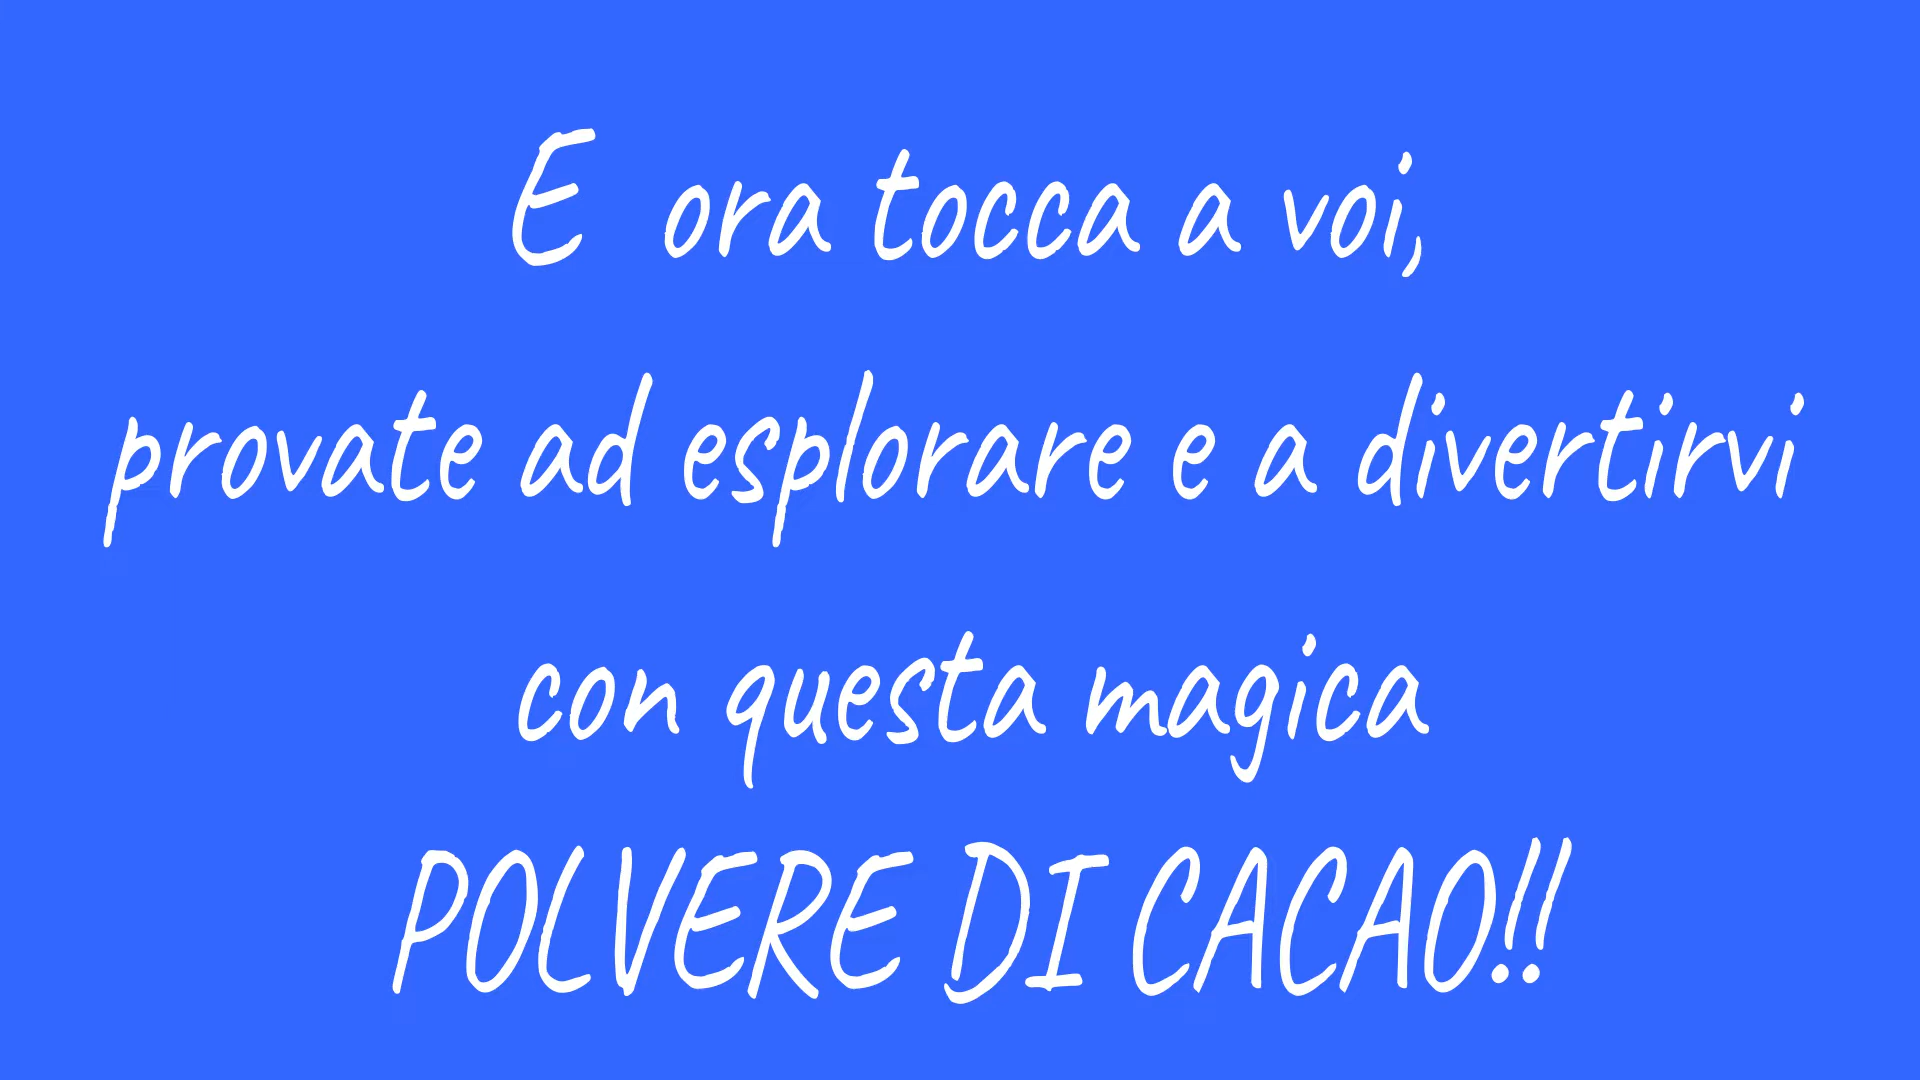 E  ora tocca a voi,
provate ad esplorare e a divertirvi
con questa magica
POLVERE DI CACAO!!